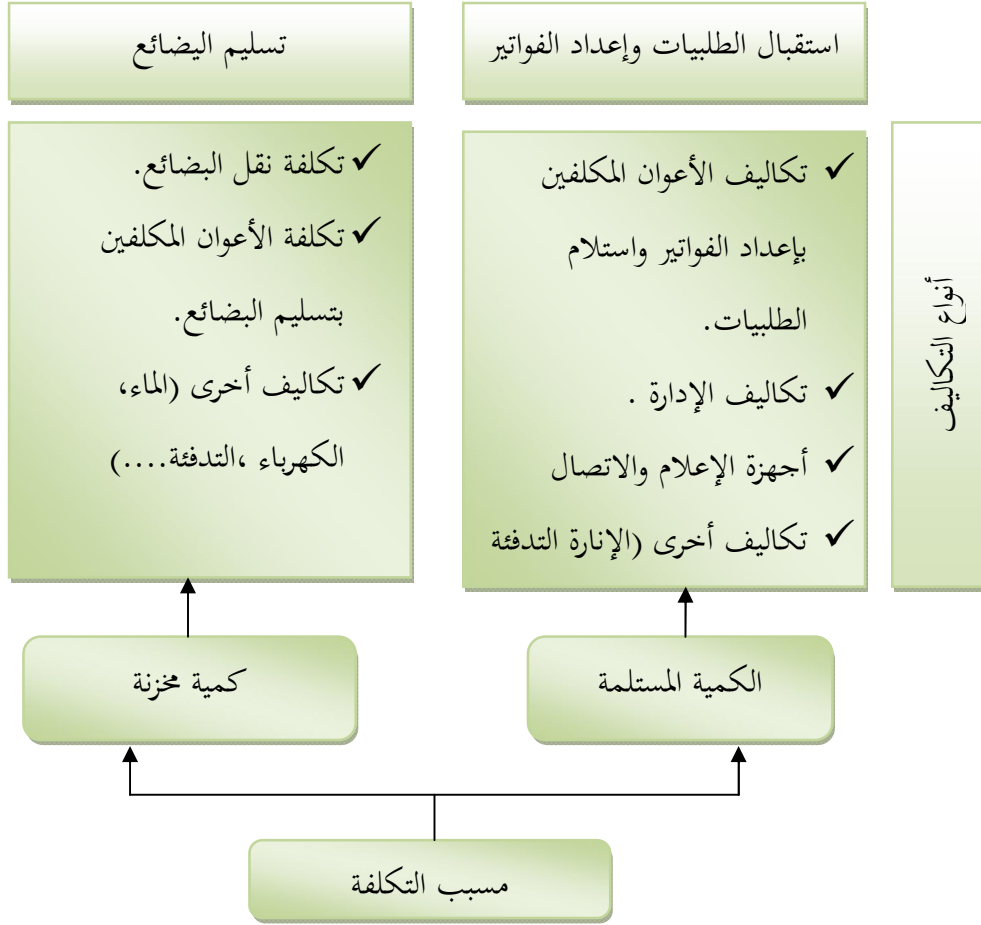 استقبال الطلبيات وإعداد الفواتير
تسليم اليضائع
أنواع التكاليف
✓ تكاليف الأعوان المكلفين
بإعداد الفواتير واستلام
الطلبيات.
✓ تكاليف الإدارة .
✓ أجهزة الإعلام والاتصال
✓ تكاليف أخرى (الإنارة التدفئة
✓ تكلفة نقل البضائع.
✓ تكلفة الأعوان المكلفين
بتسليم البضائع.
✓ تكاليف أخرى (الماء،
الكهرباء ،التدفئة....)
الكمية المستلمة
كمية مخزنة
مسبب التكلفة